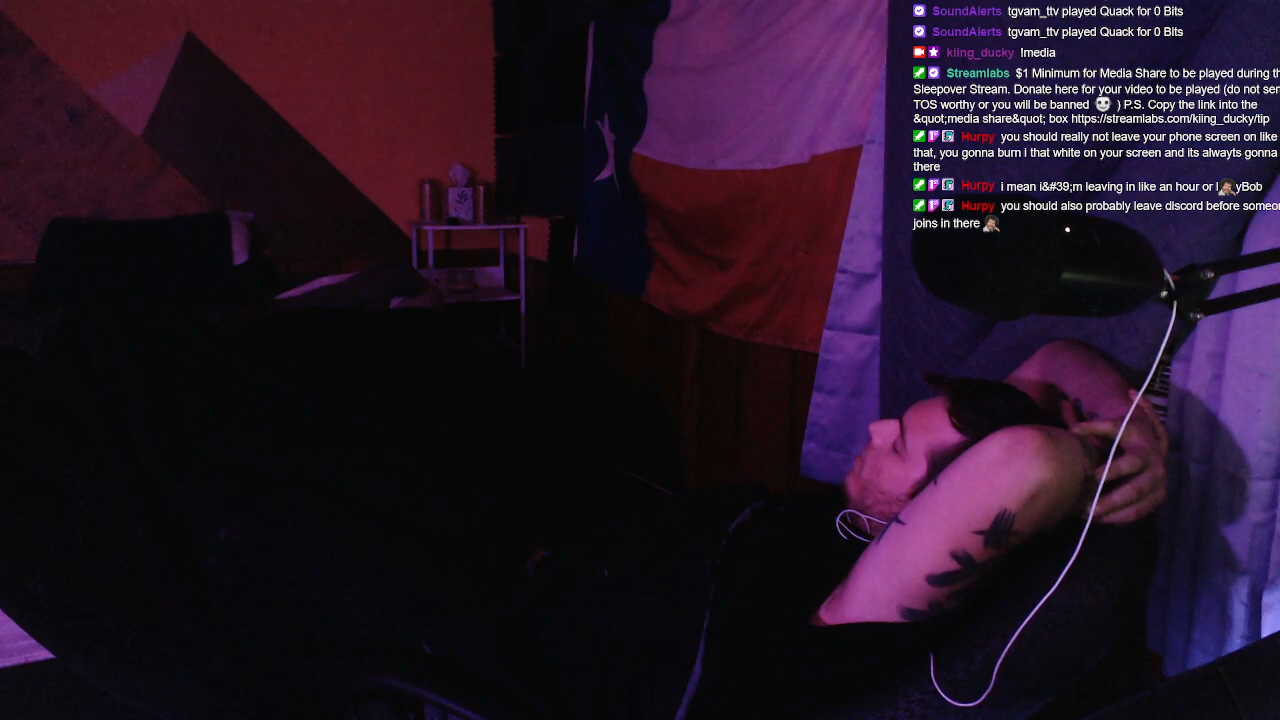 SoundAlerts tgvam_ttv played Quack for 0 Bits
SoundAlerts tgvam_ttv played Quack for 0 Bits
kiing_ducky !media
Streamlabs $1 Minimum for Media Share to be played during th
Sleepover Stream. Donate here for your video to be played (do not sen
TOS worthy or you will be banned ) P.S. Copy the link into the
&quot;media share&quot; box https://streamlabs.com/kiing_ducky/tip
Hurpy you should really not leave your phone screen on like
that, you gonna burn i that white on your screen and its alwayts gonna
there
Hurpy i mean i&#39;m leaving in like an hour or l yBob
Hurpy you should also probably leave discord before someon
joins in there